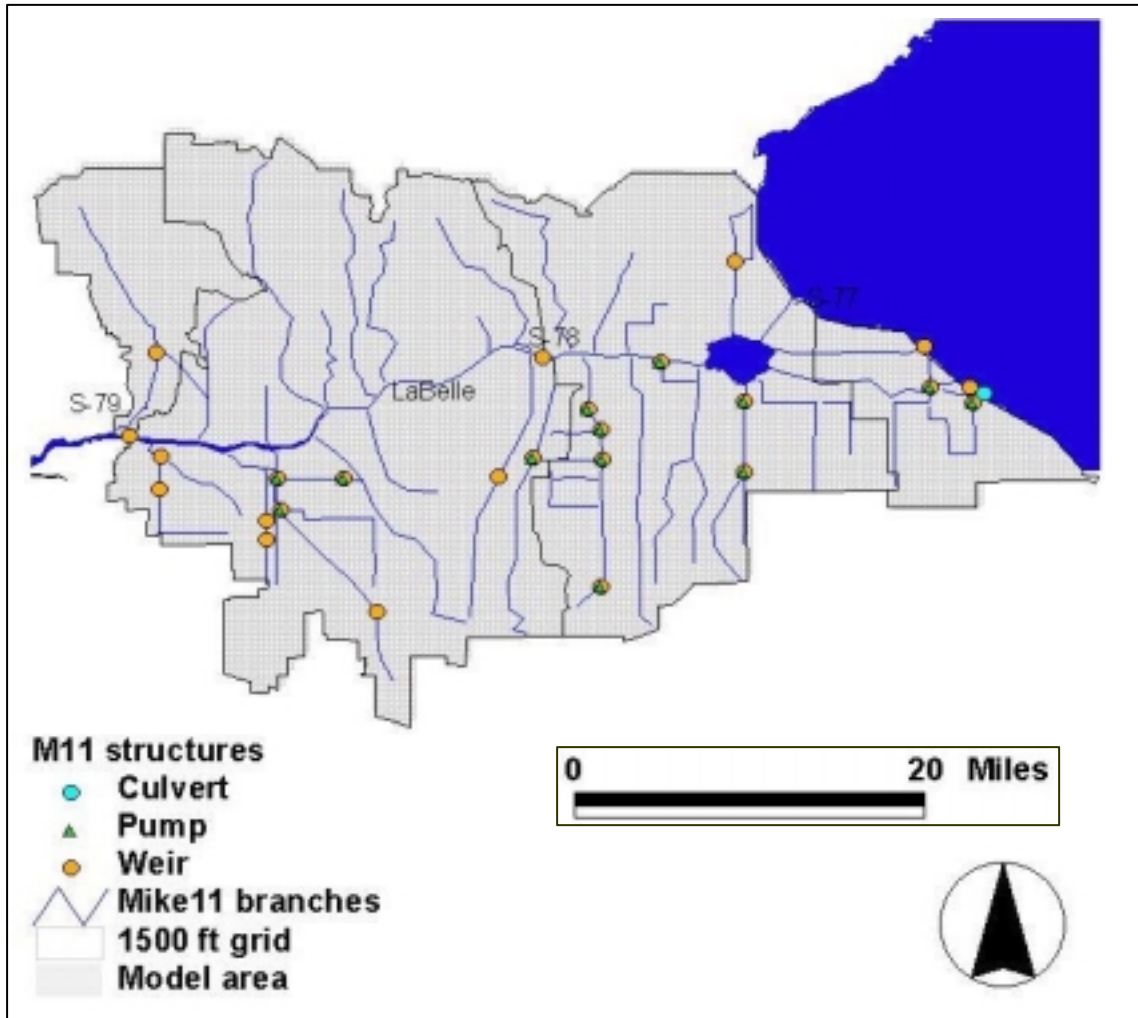 S-77
S-78
LaBelle
S-79
M11 structures
Culvert
Pump
Weir
Mike11 branches
1500 ft grid
Model area
0 20 Miles